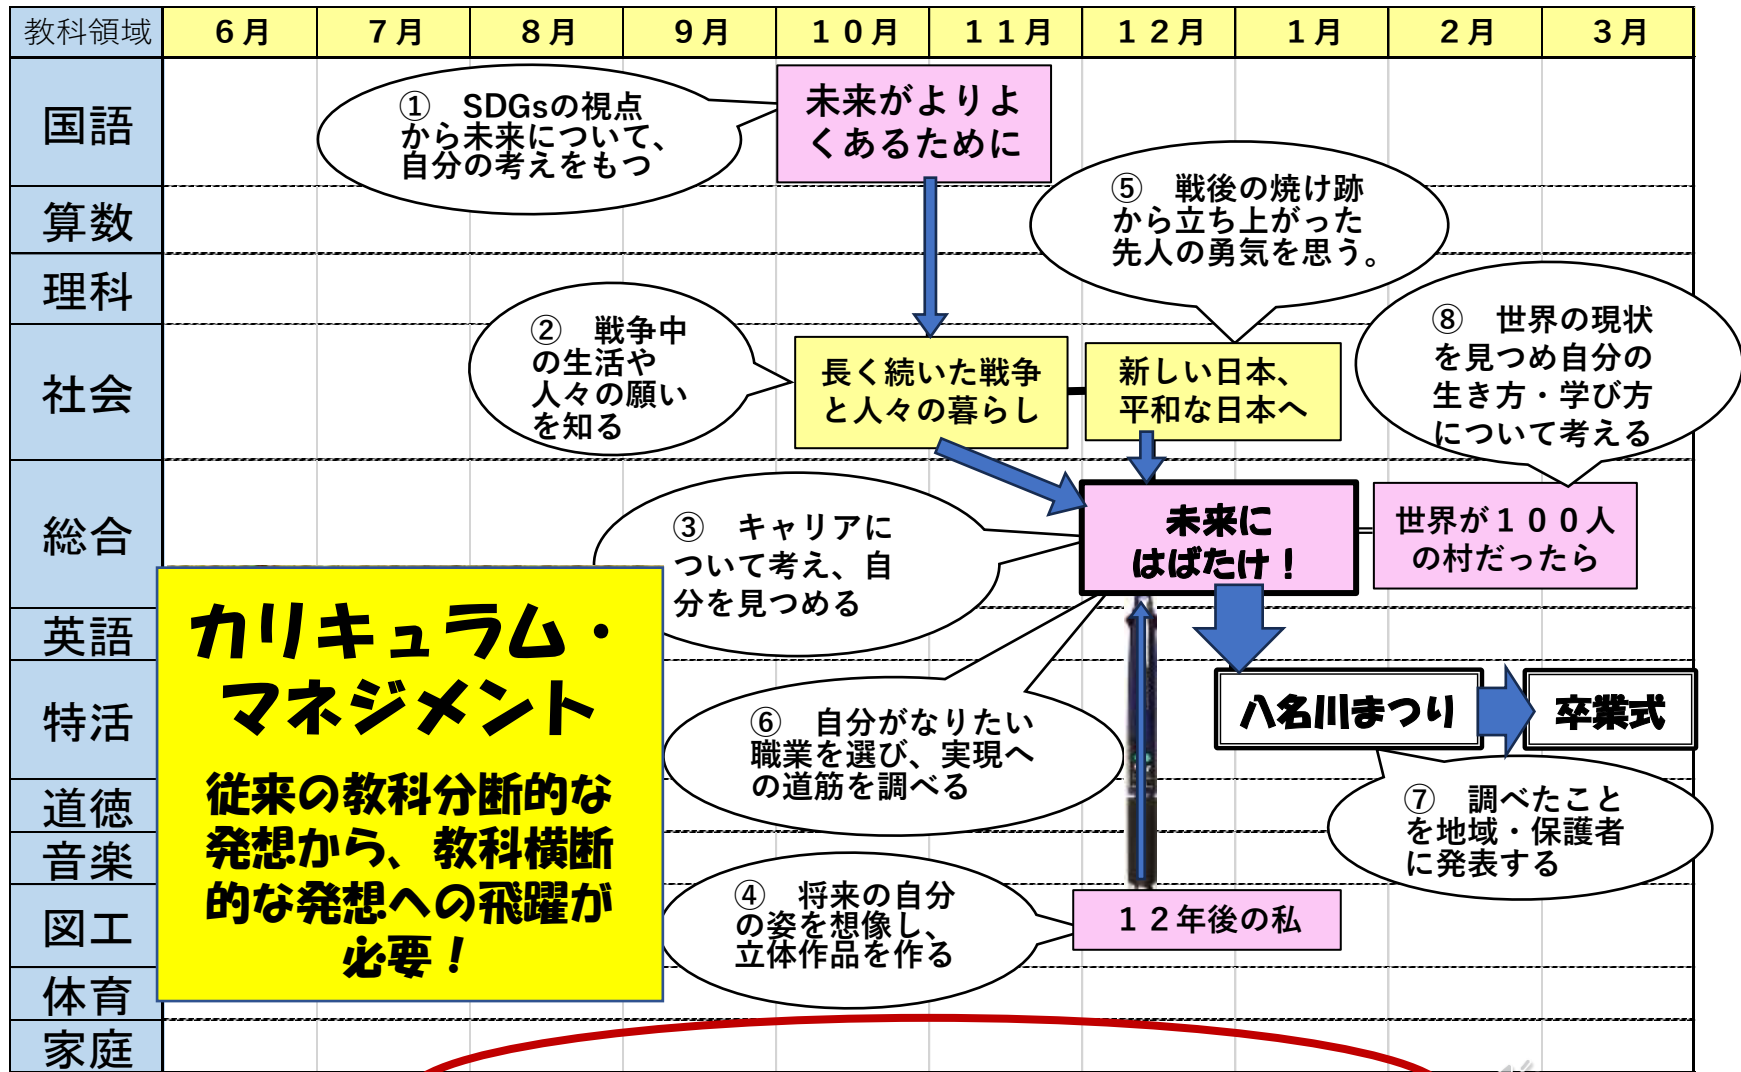 教科領域 ６月 ７月 ８月 ９月 １０月 １１月 １２月 １月 ２月 ３月
国語
① SDGsの視点
から未来について、
自分の考えをもつ
未来がよりよ
くあるために
算数
⑤ 戦後の焼け跡
から立ち上がった
先人の勇気を思う。
理科
社会
② 戦争中
の生活や
人々の願い
を知る
長く続いた戦争
と人々の暮らし
新しい日本、
平和な日本へ
⑧ 世界の現状
を見つめ自分の
生き方・学び方
について考える
総合
③ キャリアに
ついて考え、自
分を見つめる
未来に
はばたけ！
世界が１００人
の村だったら
英語
カリキュラム・
マネジメント
従来の教科分断的な
発想から、教科横断
的な発想への飛躍が
必要！
特活
⑥ 自分がなりたい
職業を選び、実現へ
の道筋を調べる
八名川まつり
卒業式
道徳
⑦ 調べたこと
を地域・保護者
に発表する
音楽
図工
④ 将来の自分
の姿を想像し、
立体作品を作る
１２年後の私
体育
家庭